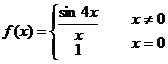 f(x) = { sin 4x / x    x ≠ 0
1    x = 0